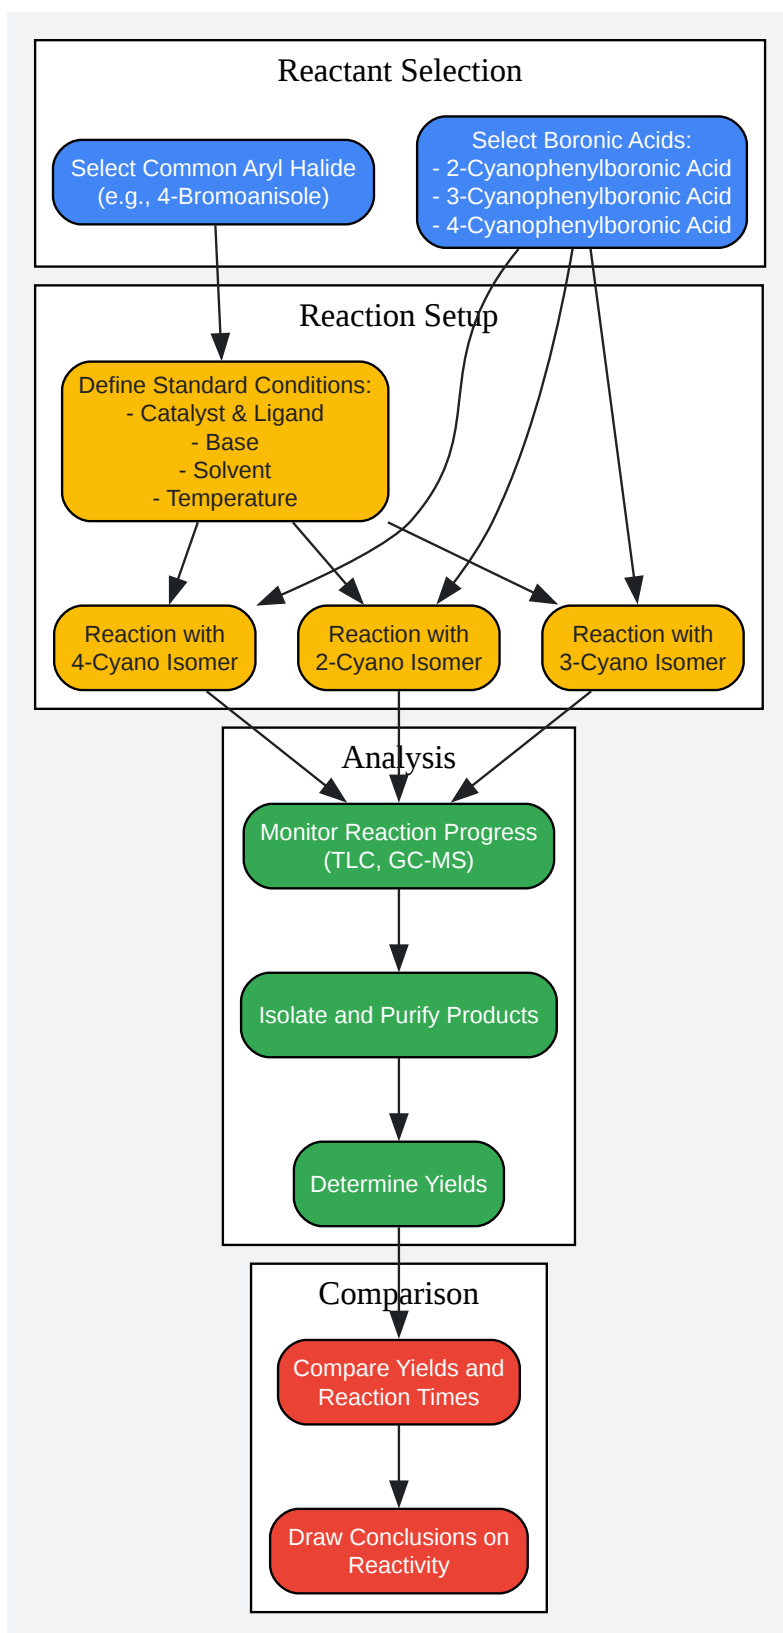 Reactant Selection
Select Common Aryl Halide
(e.g., 4-Bromoanisole)
Select Boronic Acids:
- 2-Cyanophenylboronic Acid
- 3-Cyanophenylboronic Acid
- 4-Cyanophenylboronic Acid
Reaction Setup
Define Standard Conditions:
- Catalyst & Ligand
- Base
- Solvent
- Temperature
Reaction with
4-Cyano Isomer
Reaction with
2-Cyano Isomer
Reaction with
3-Cyano Isomer
Analysis
Monitor Reaction Progress
(TLC, GC-MS)
Isolate and Purify Products
Determine Yields
Comparison
Compare Yields and
Reaction Times
Draw Conclusions on
Reactivity